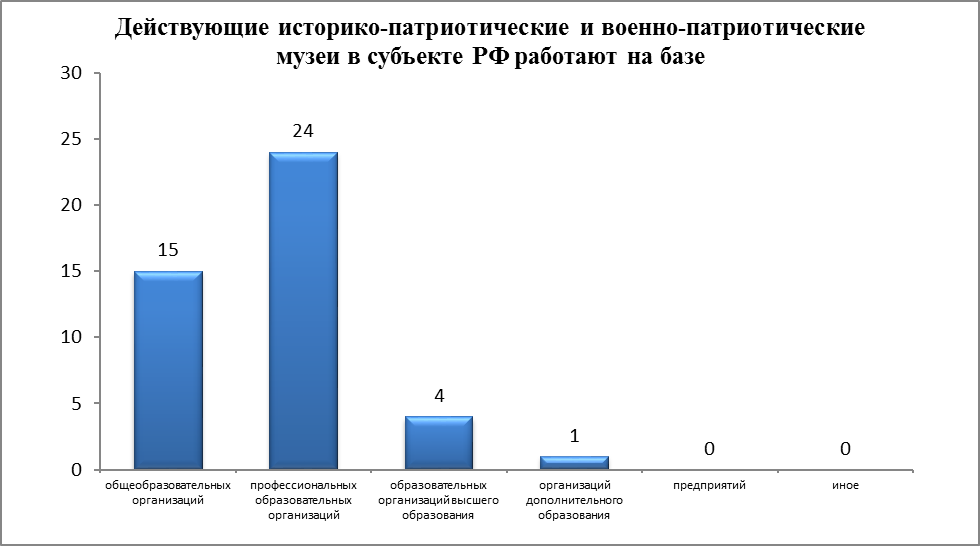 Действующие историко-патриотические и военно-патриотические
музеи в субъекте РФ работают на базе
30
25
20
15
10
5
0
15
24
4
1
0
0
общеобразовательных
организаций
профессиональных
образовательных
организаций
образовательных
организаций высшего
образования
организаций
дополнительного
образования
предприятий
иное